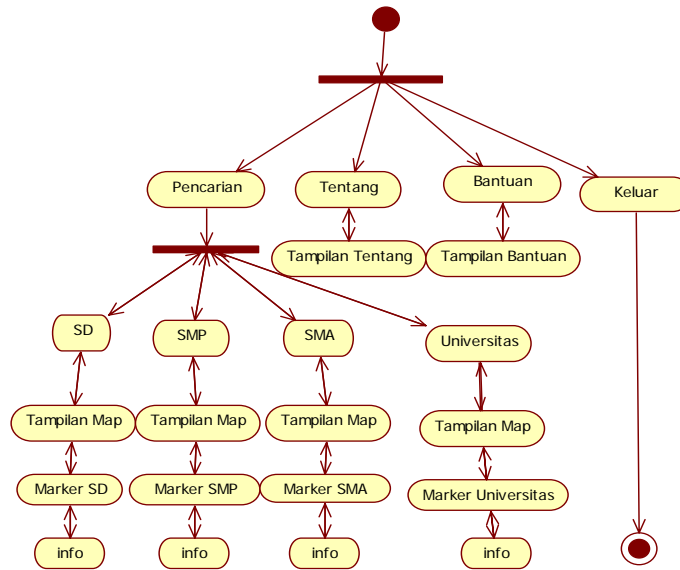 Pencarian
Tentang
Bantuan
Keluar
Tampilan Tentang
Tampilan Bantuan
SD
SMP
SMA
Universitas
Tampilan Map
Tampilan Map
Tampilan Map
Tampilan Map
Marker SD
Marker SMP
Marker SMA
Marker Universitas
info
info
info
info